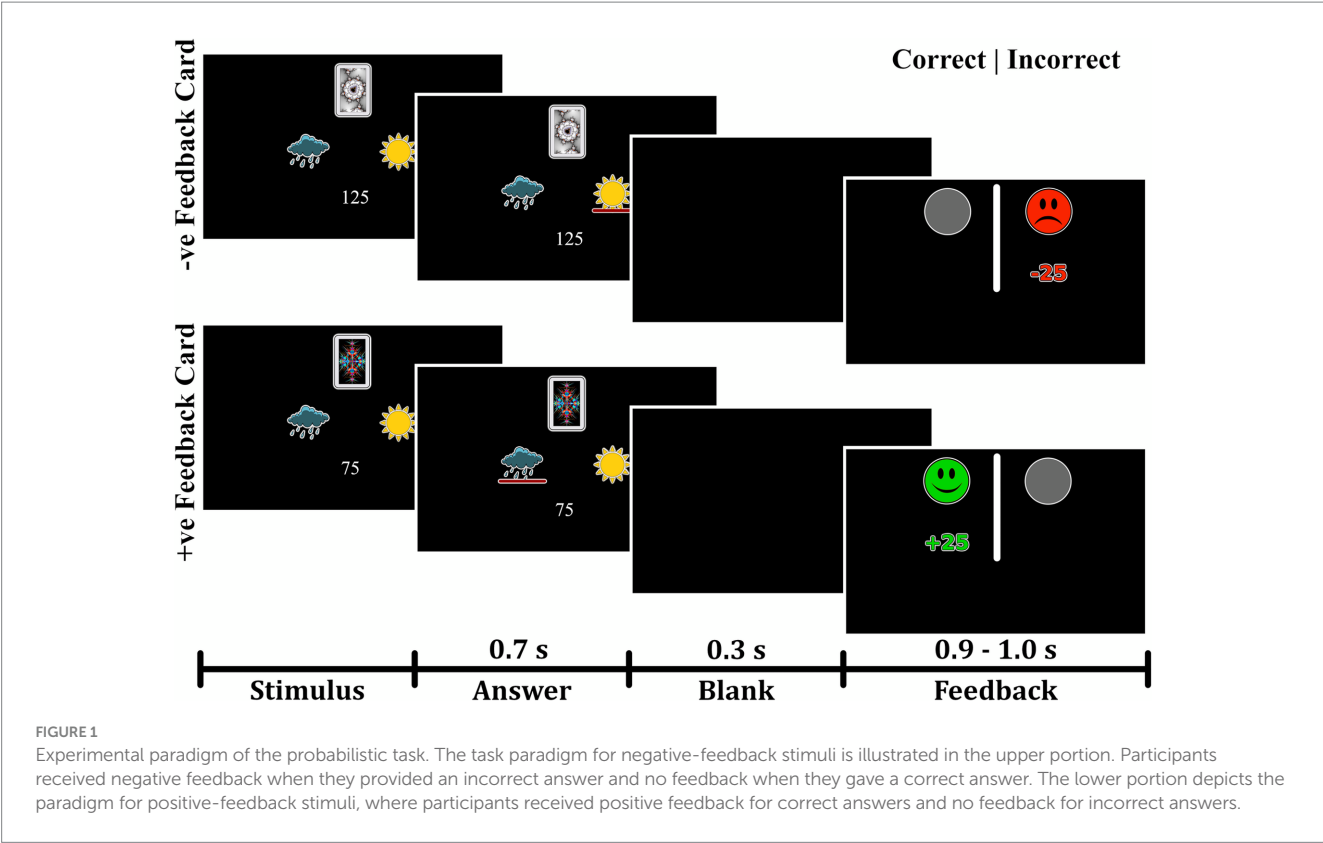 Correct | Incorrect
-ve Feedback Card
125
125
-25
+ve Feedback Card
75
75
+25
0.7 s
0.3 s
0.9 - 1.0 s
Stimulus
Answer
Blank
Feedback
FIGURE 1
Experimental paradigm of the probabilistic task. The task paradigm for negative-feedback stimuli is illustrated in the upper portion. Participants
received negative feedback when they provided an incorrect answer and no feedback when they gave a correct answer. The lower portion depicts the
paradigm for positive-feedback stimuli, where participants received positive feedback for correct answers and no feedback for incorrect answers.